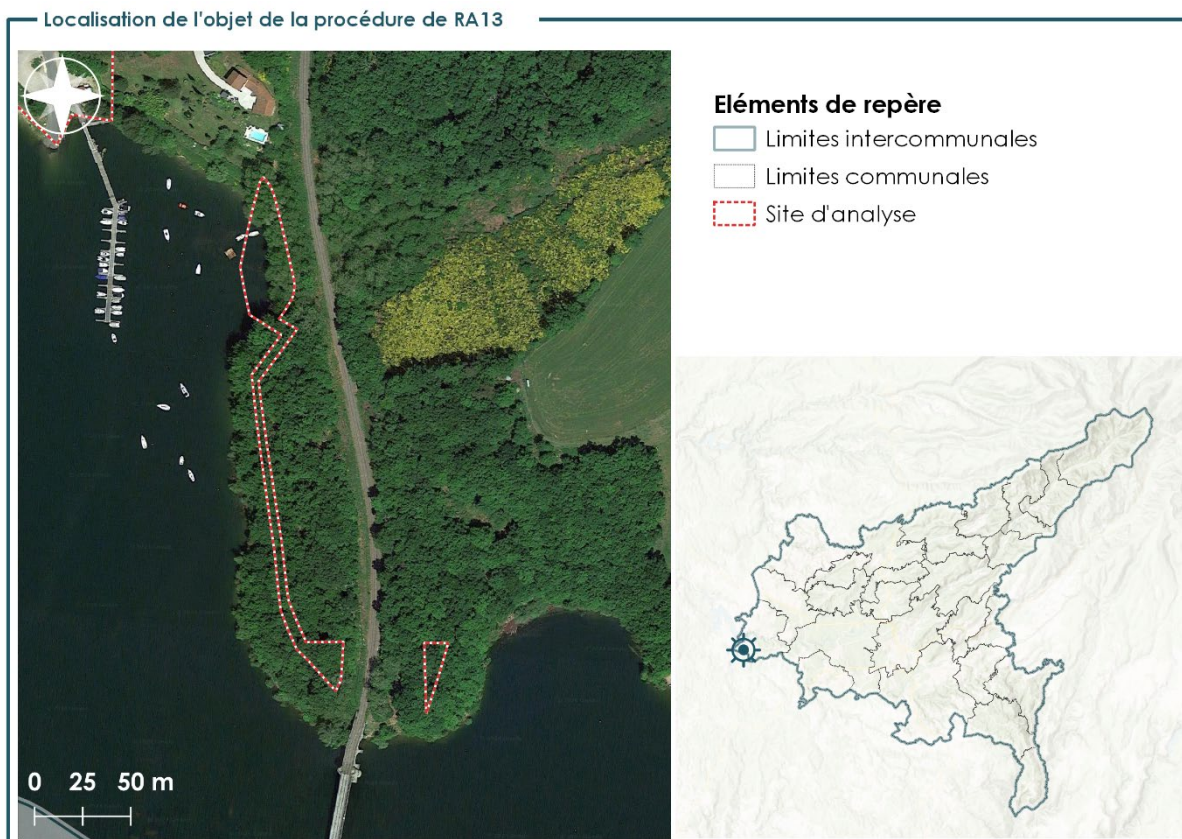 Localisation de l'objet de la procédure de RA13
Eléments de repère
Limites intercommunales
Limites communales
Site d'analyse
0 25 50 m